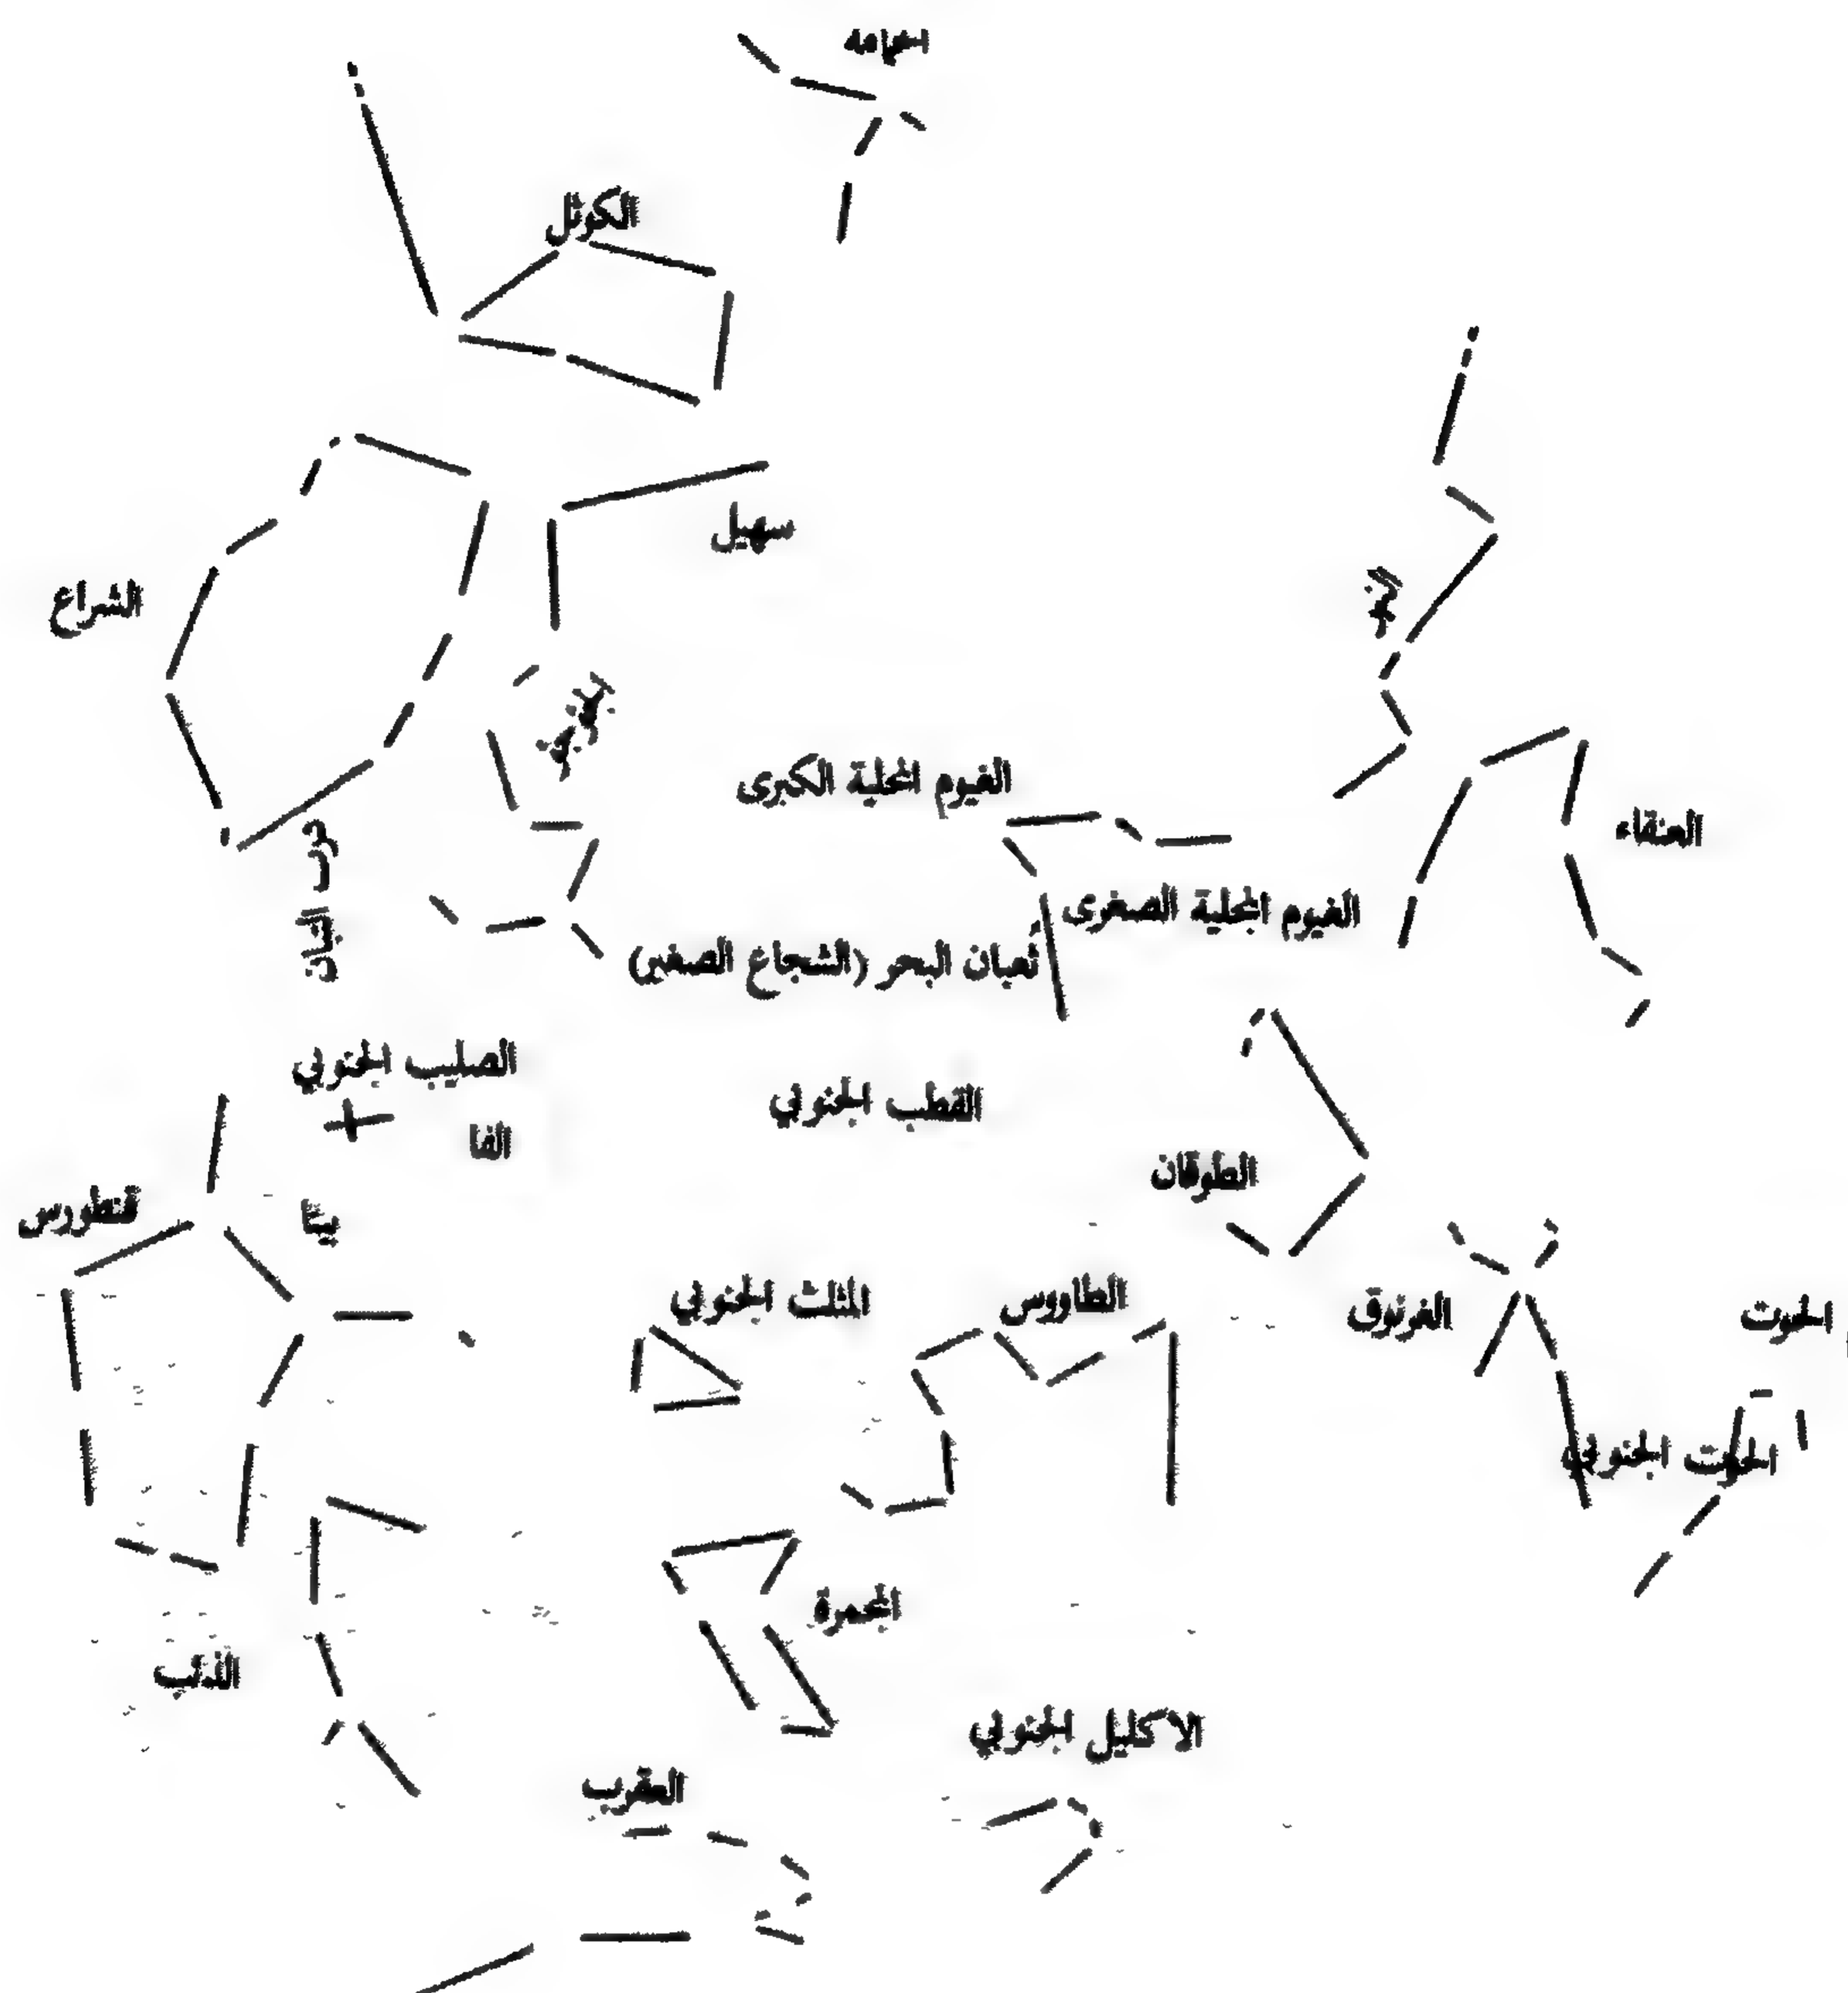 الحمامة
الكوثل
سهيل
الشراع
النهر
الجؤجؤ
الغيوم المجلية الكبرى
العنقاء
الغيوم المجلية الصغرى
ثعبان البحر (الشجاع الصغير)
الصليب الجنوبي
القطب الجنوبي
الفا
الطوقان
قنطورس
بيتا
المثلث الجنوبي
الطاووس
الغرنوق
الحوت
الحوت الجنوبي
المجمرة
الذئب
الاكليل الجنوبي
العقرب